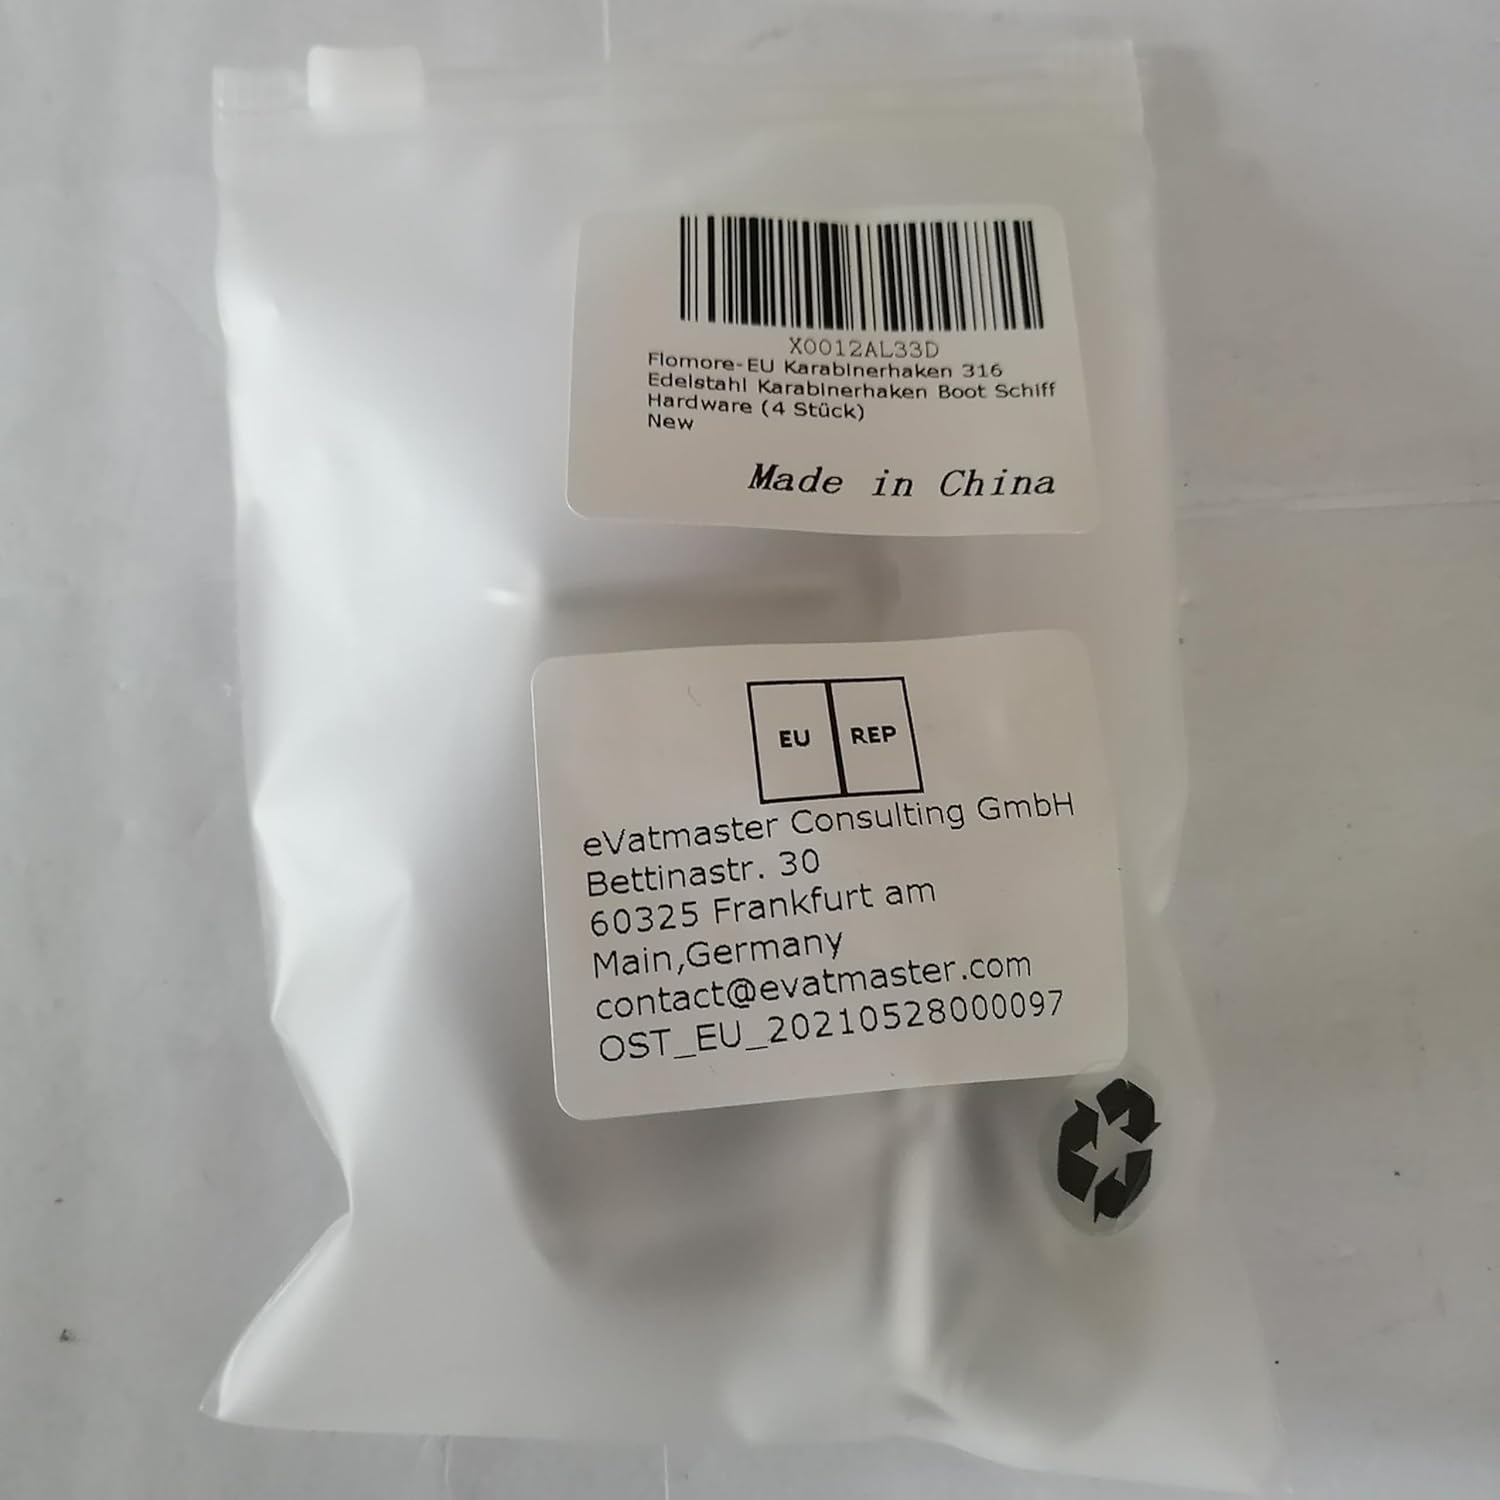 X0012AL33D
Flomore-EU Karabinerhaken 316
Edelstahl Karabinerhaken Boot Schiff
Hardware (4 Stück)
New
Made in China
EU REP
eVatmaster Consulting GmbH
Bettinastr. 30
60325 Frankfurt am
Main,Germany
contact@evatmaster.com
OST_EU_20210528000097